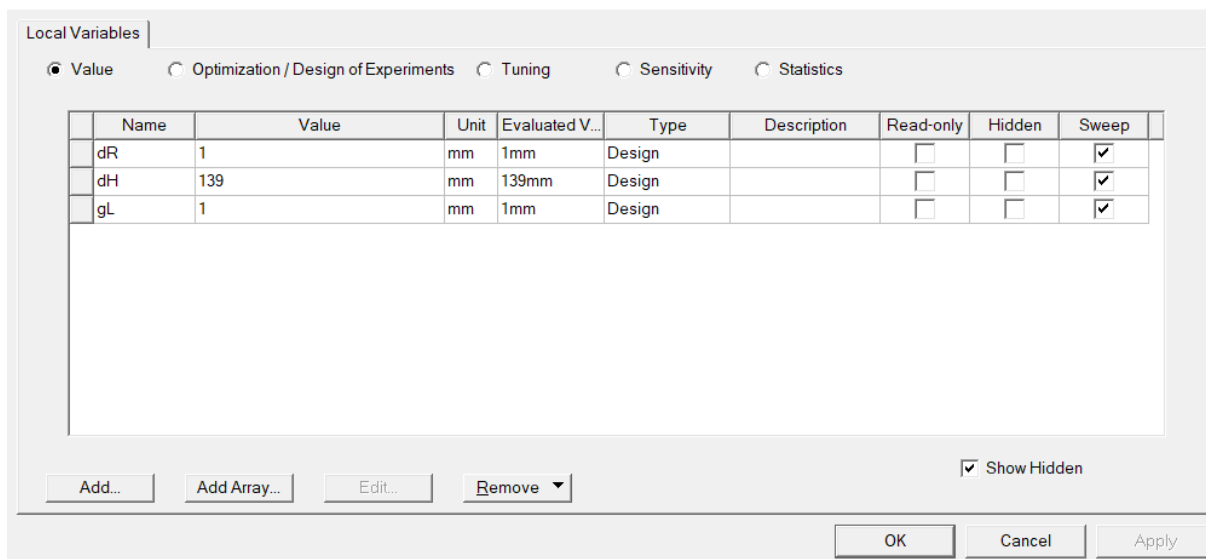 Local Variables
Value Optimization / Design of Experiments Tuning Sensitivity Statistics
Name Value Unit Evaluated V... Type Description Read-only Hidden Sweep
dR 1 mm 1mm Design
dH 139 mm 139mm Design
gL 1 mm 1mm Design
Show Hidden
Add... Add Array... Edit... Remove
OK Cancel Apply